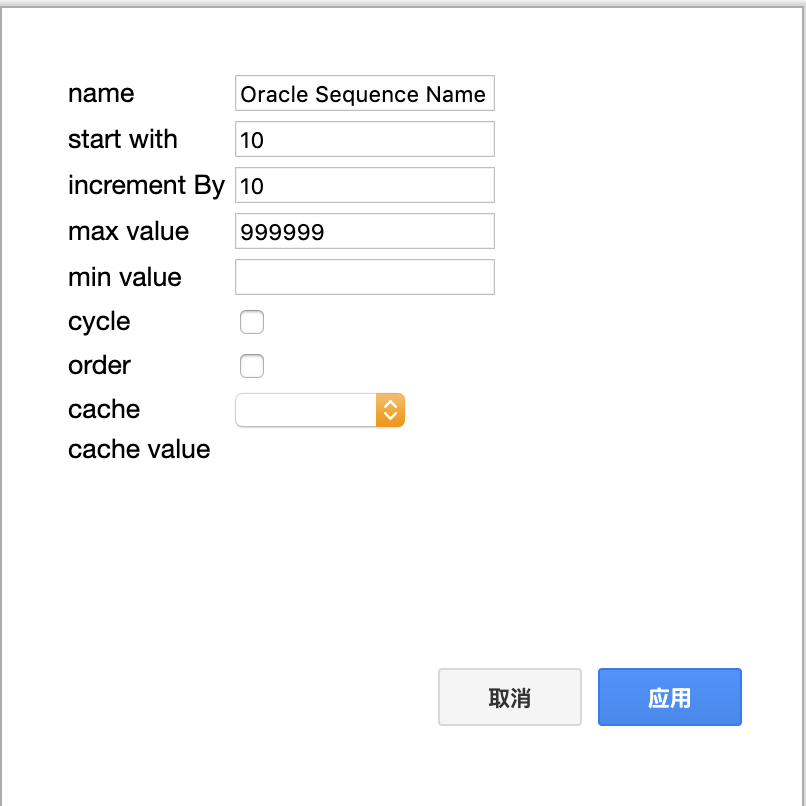 name Oracle Sequence Name
start with 10
increment By 10
max value 999999
min value
cycle
order
cache
cache value
取消 应用